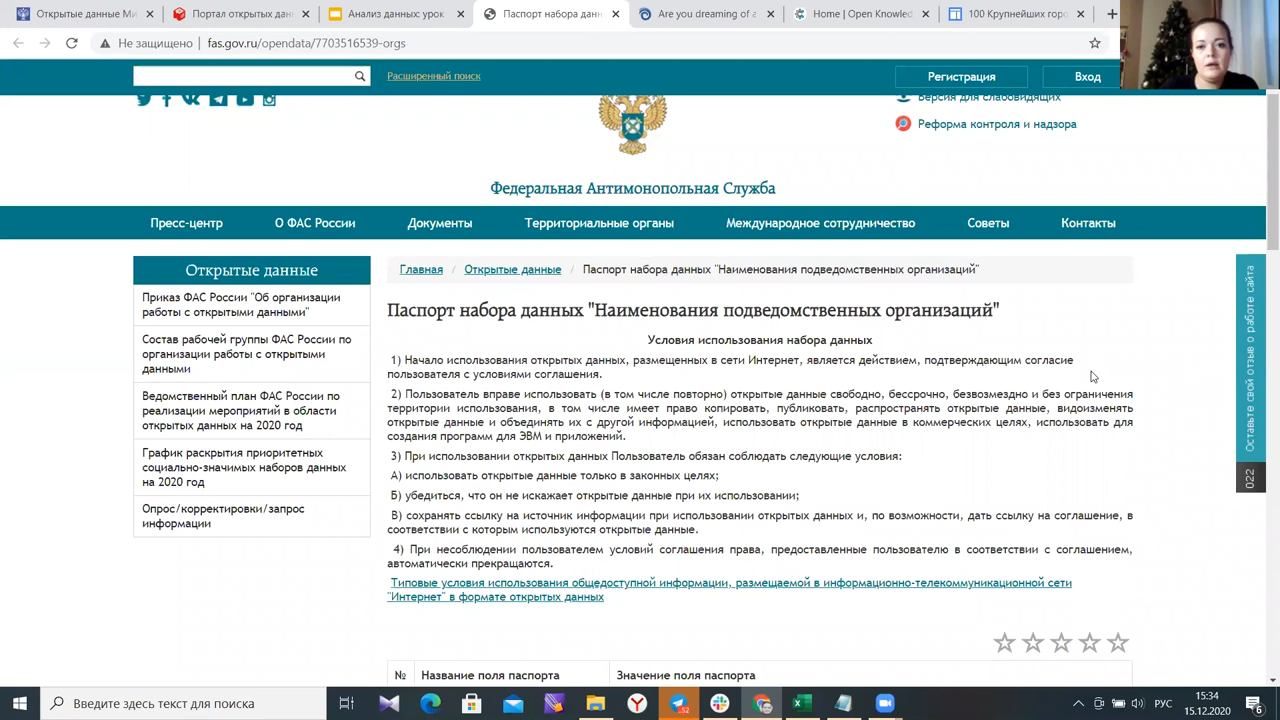 Открытые данные Ми
Портал открытых дан
Анализ данных: урок
Паспорт набора данн
Are you dreaming of a
Home | Open Knowled
100 Крупнейших горо
Не защищено
fas.gov.ru/opendata/7703516539-orgs
Расширенный поиск
Регистрация
Вход
Версия для слабовидящих
Реформа контроля и надзора
Федеральная Антимонопольная Служба
Пресс-центр
О ФАС России
Документы
Территориальные органы
Международное сотрудничество
Советы
Контакты
Открытые данные
Приказ ФАС России "Об организации
работы с открытыми данными"
Состав рабочей группы ФАС России по
организации работы с открытыми
данными
Ведомственный план ФАС России по
реализации мероприятий в области
открытых данных на 2020 год
График раскрытия приоритетных
социально-значимых наборов данных
на 2020 год
Опрос/корректировки/запрос
информации
Главная / Открытые данные / Паспорт набора данных "Наименования подведомственных организаций"
Паспорт набора данных "Наименования подведомственных организаций"
Условия использования набора данных
1) Начало использования открытых данных, размещенных в сети Интернет, является действием, подтверждающим согласие
пользователя с условиями соглашения.
2) Пользователь вправе использовать (в том числе повторно) открытые данные свободно, бессрочно, безвозмездно и без ограничения
территории использования, в том числе имеет право копировать, публиковать, распространять открытые данные, видоизменять
открытые данные и объединять их с другой информацией, использовать открытые данные в коммерческих целях, использовать для
создания программ для ЭВМ и приложений.
3) При использовании открытых данных Пользователь обязан соблюдать следующие условия:
А) использовать открытые данные только в законных целях;
Б) убедиться, что он не искажает открытые данные при их использовании;
В) сохранять ссылку на источник информации при использовании открытых данных и, по возможности, дать ссылку на соглашение, в
соответствии с которым используются открытые данные.
4) При несоблюдении пользователем условий соглашения права, предоставленные пользователю в соответствии с соглашением,
автоматически прекращаются.
Типовые условия использования общедоступной информации, размещаемой в информационно-телекоммуникационной сети
"Интернет" в формате открытых данных
№ Название поля паспорта Значение поля паспорта
Оставьте свой отзыв о работе сайта
022
Введите здесь текст для поиска
52
РУС
15:34
15.12.2020
6